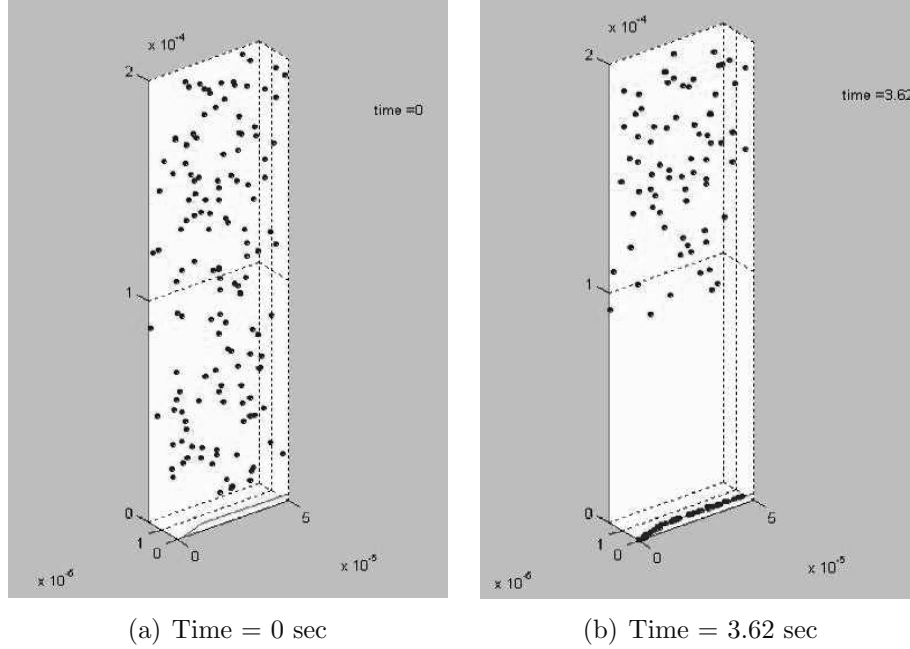 x 10⁻⁴
2
1
0
1
0
0
5
x 10⁻⁶
x 10⁻⁵
time =0
(a) Time = 0 sec
x 10⁻⁴
2
1
0
1
0
0
5
x 10⁻⁶
x 10⁻⁵
time =3.62
(b) Time = 3.62 sec